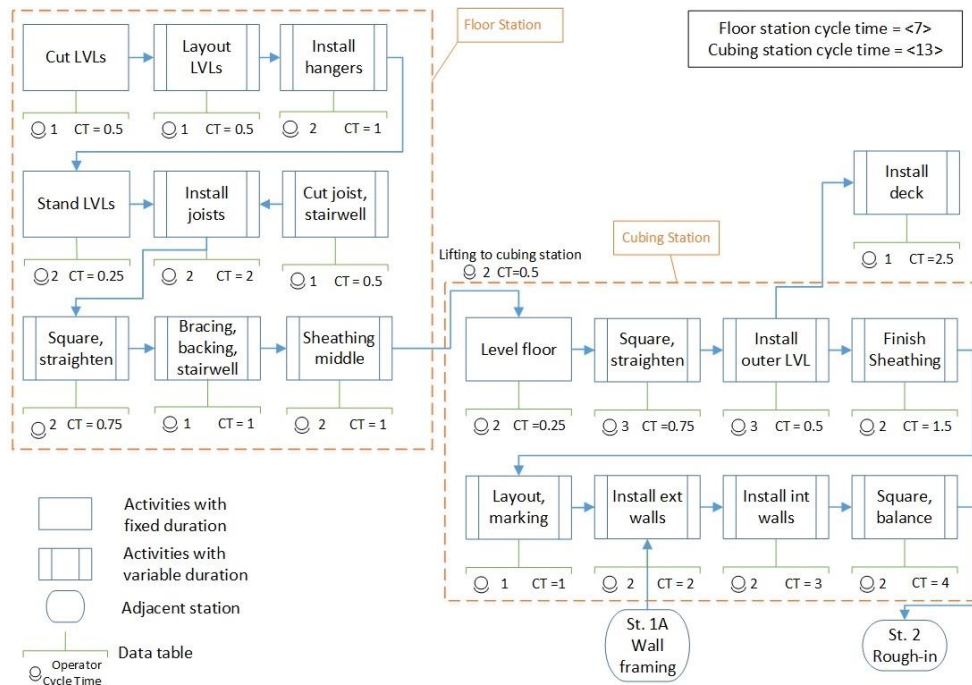 Floor Station
Floor station cycle time = <7>
Cubing station cycle time = <13>
Cut LVLs
Layout
LVLs
Install
hangers
1 CT = 0.5
1 CT = 0.5
2 CT = 1
Stand LVLs
Install
joists
Cut joist,
stairwell
2 CT = 0.25
2 CT = 2
1 CT = 0.5
Square,
straighten
Bracing,
backing,
stairwell
Sheathing
middle
2 CT = 0.75
1 CT = 1
2 CT = 1
Install
deck
1 CT =2.5
Cubing Station
Lifting to cubing station
2 CT=0.5
Level floor
Square,
straighten
Install
outer LVL
Finish
Sheathing
2 CT =0.25
3 CT =0.75
3 CT = 0.5
2 CT = 1.5
Layout,
marking
Install ext
walls
Install int
walls
Square,
balance
1 CT =1
2 CT = 2
2 CT = 3
2 CT = 4
St. 1A
Wall
framing
St. 2
Rough-in
Activities with
fixed duration
Activities with
variable duration
Adjacent station
Data table
Operator
Cycle Time